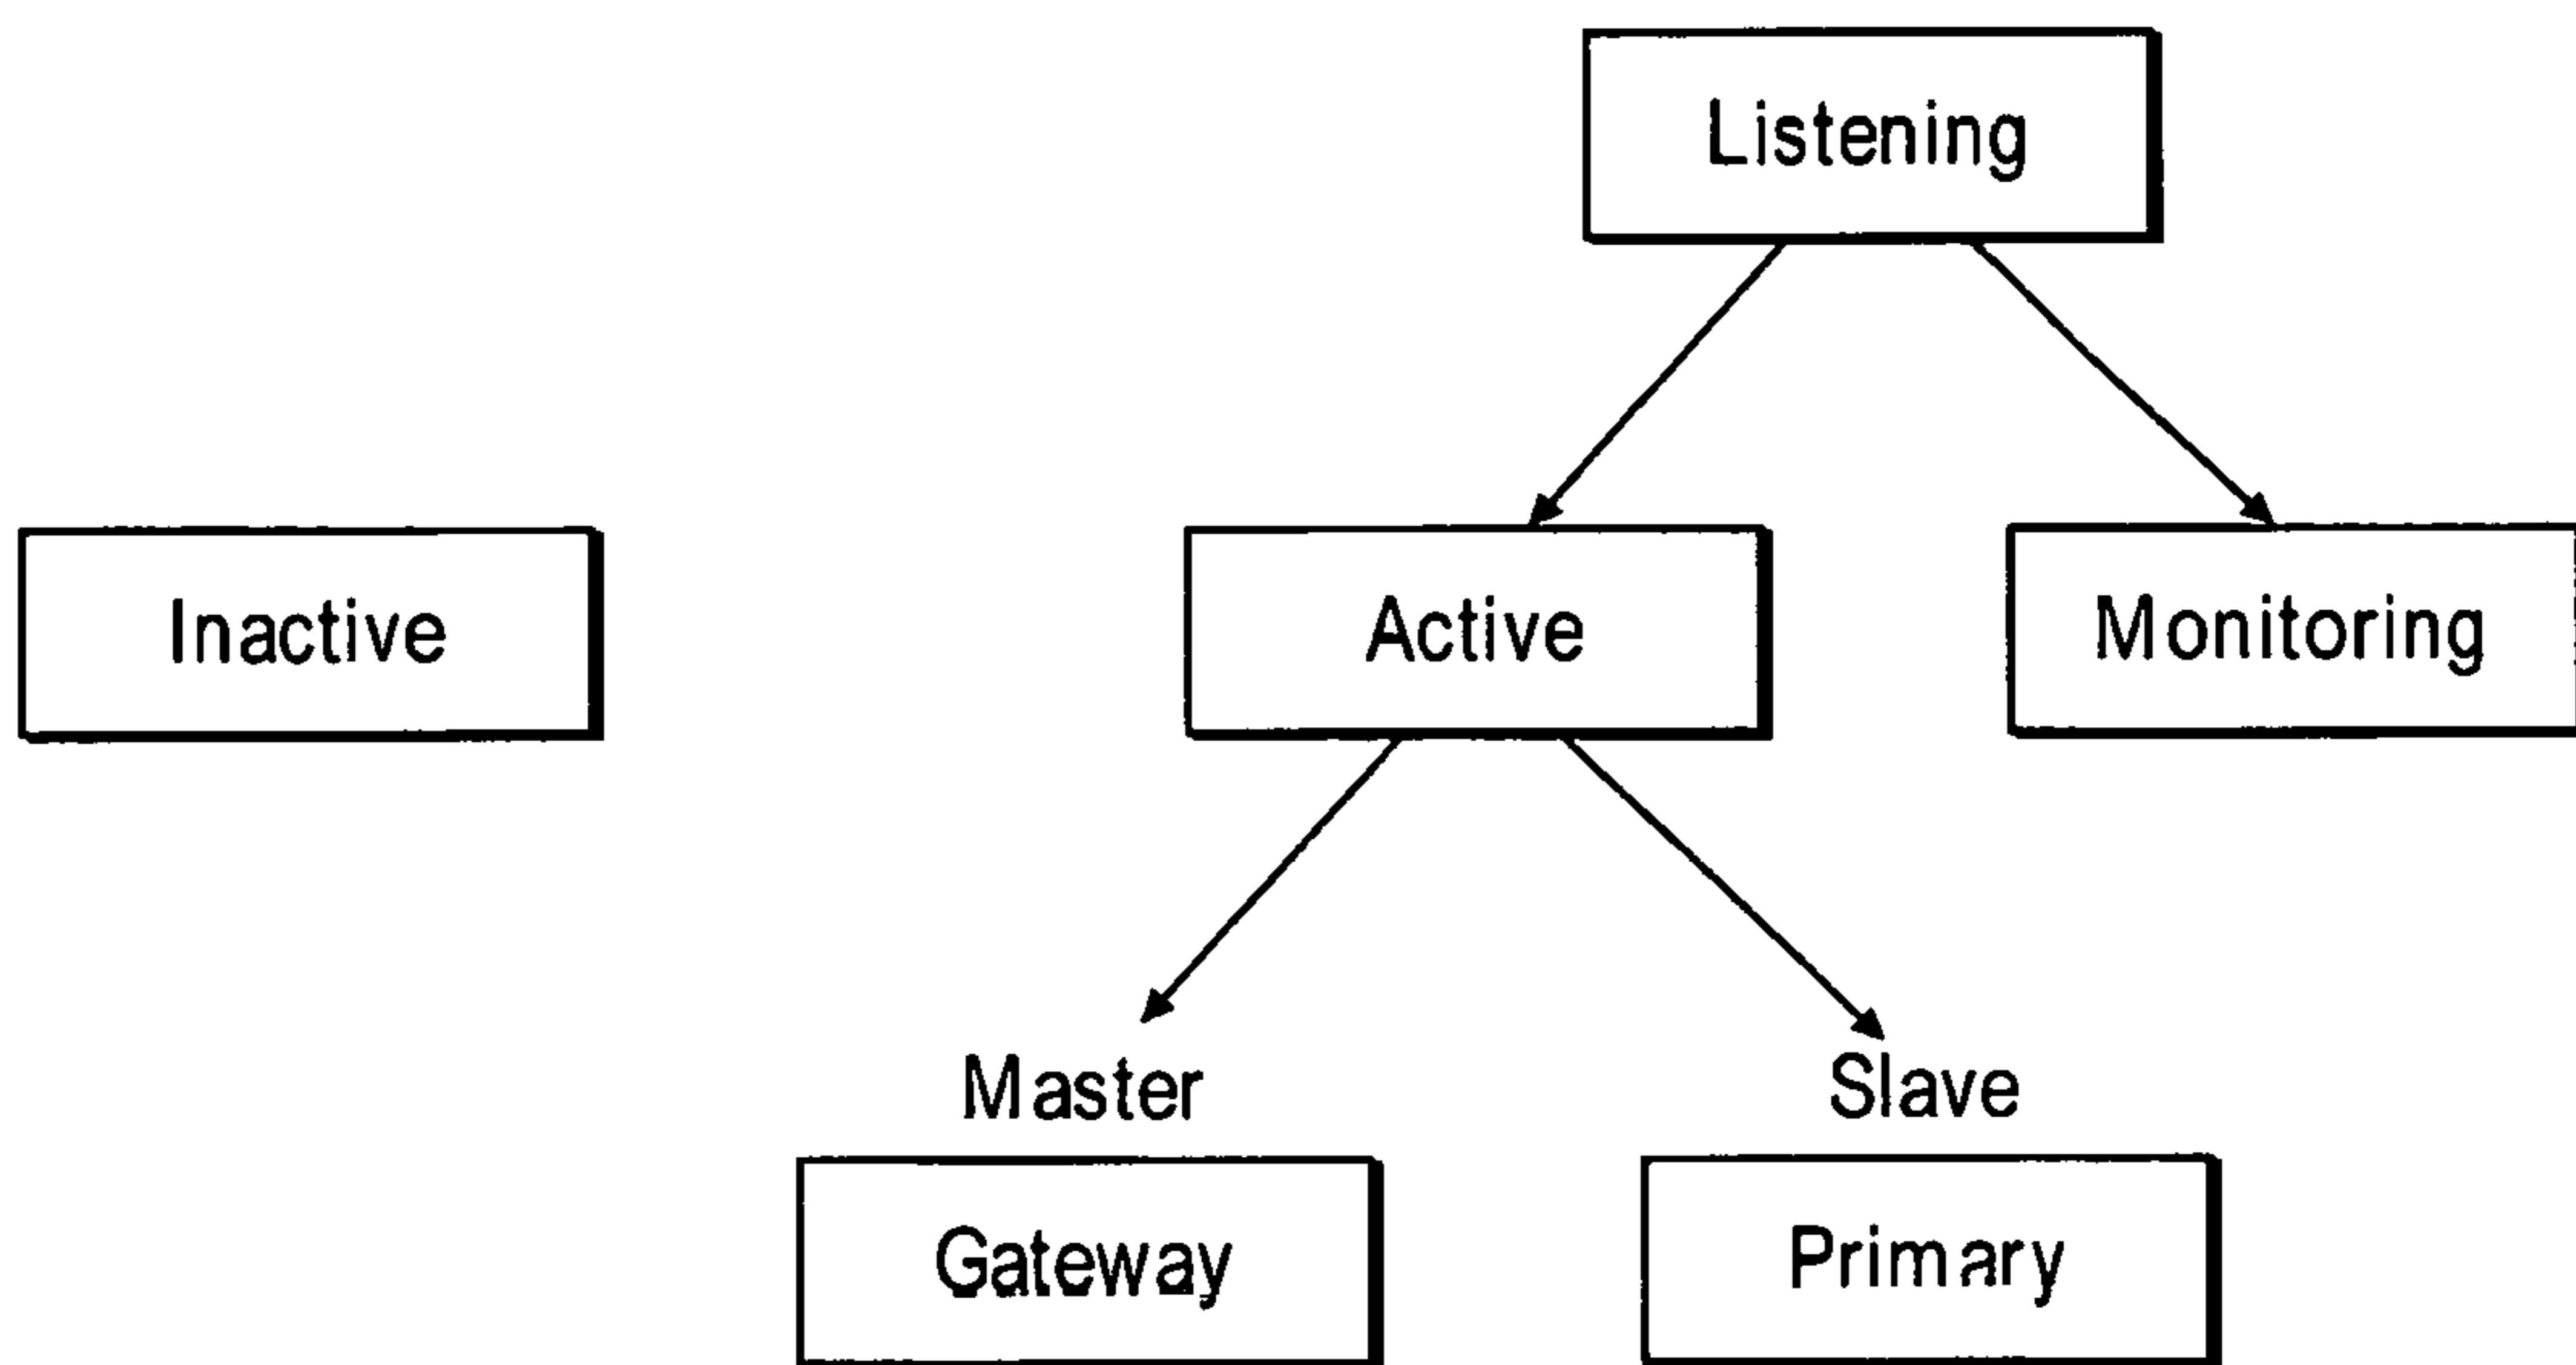 Listening
Inactive
Active
Monitoring
Master
Slave
Gateway
Primary